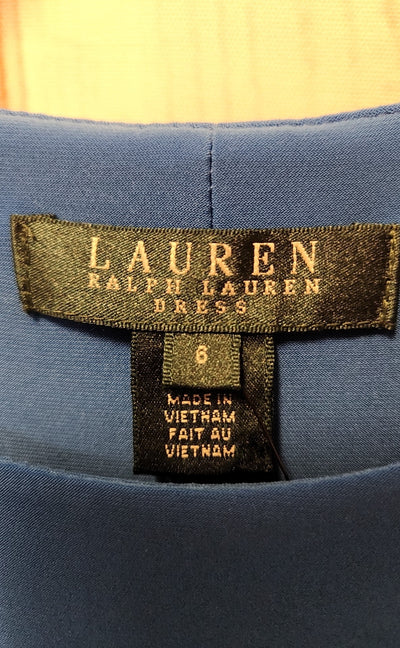 LAUREN
RALPH LAUREN
DRESS
6
MADE IN
VIETNAM
FAIT AU
VIETNAM